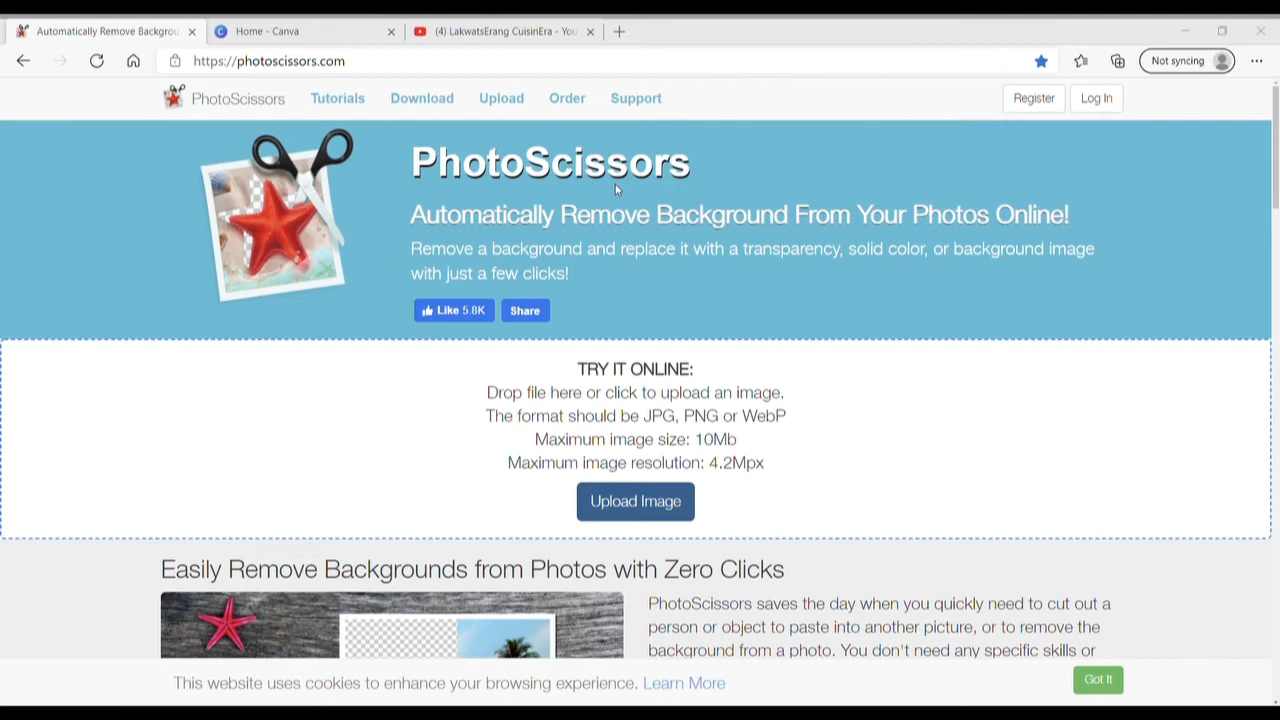 Automatically Remove Backgrou
Home - Canva
(4) LakwatsErang CuisinEra - You
https://photoscissors.com
Not syncing
PhotoScissors
Tutorials
Download
Upload
Order
Support
Register
Log In
PhotoScissors
Automatically Remove Background From Your Photos Online!
Remove a background and replace it with a transparency, solid color, or background image
with just a few clicks!
Like 5.8K
Share
TRY IT ONLINE:
Drop file here or click to upload an image.
The format should be JPG, PNG or WebP
Maximum image size: 10Mb
Maximum image resolution: 4.2Mpx
Upload Image
Easily Remove Backgrounds from Photos with Zero Clicks
PhotoScissors saves the day when you quickly need to cut out a
person or object to paste into another picture, or to remove the
background from a photo. You don't need any specific skills or
This website uses cookies to enhance your browsing experience. Learn More
Got It